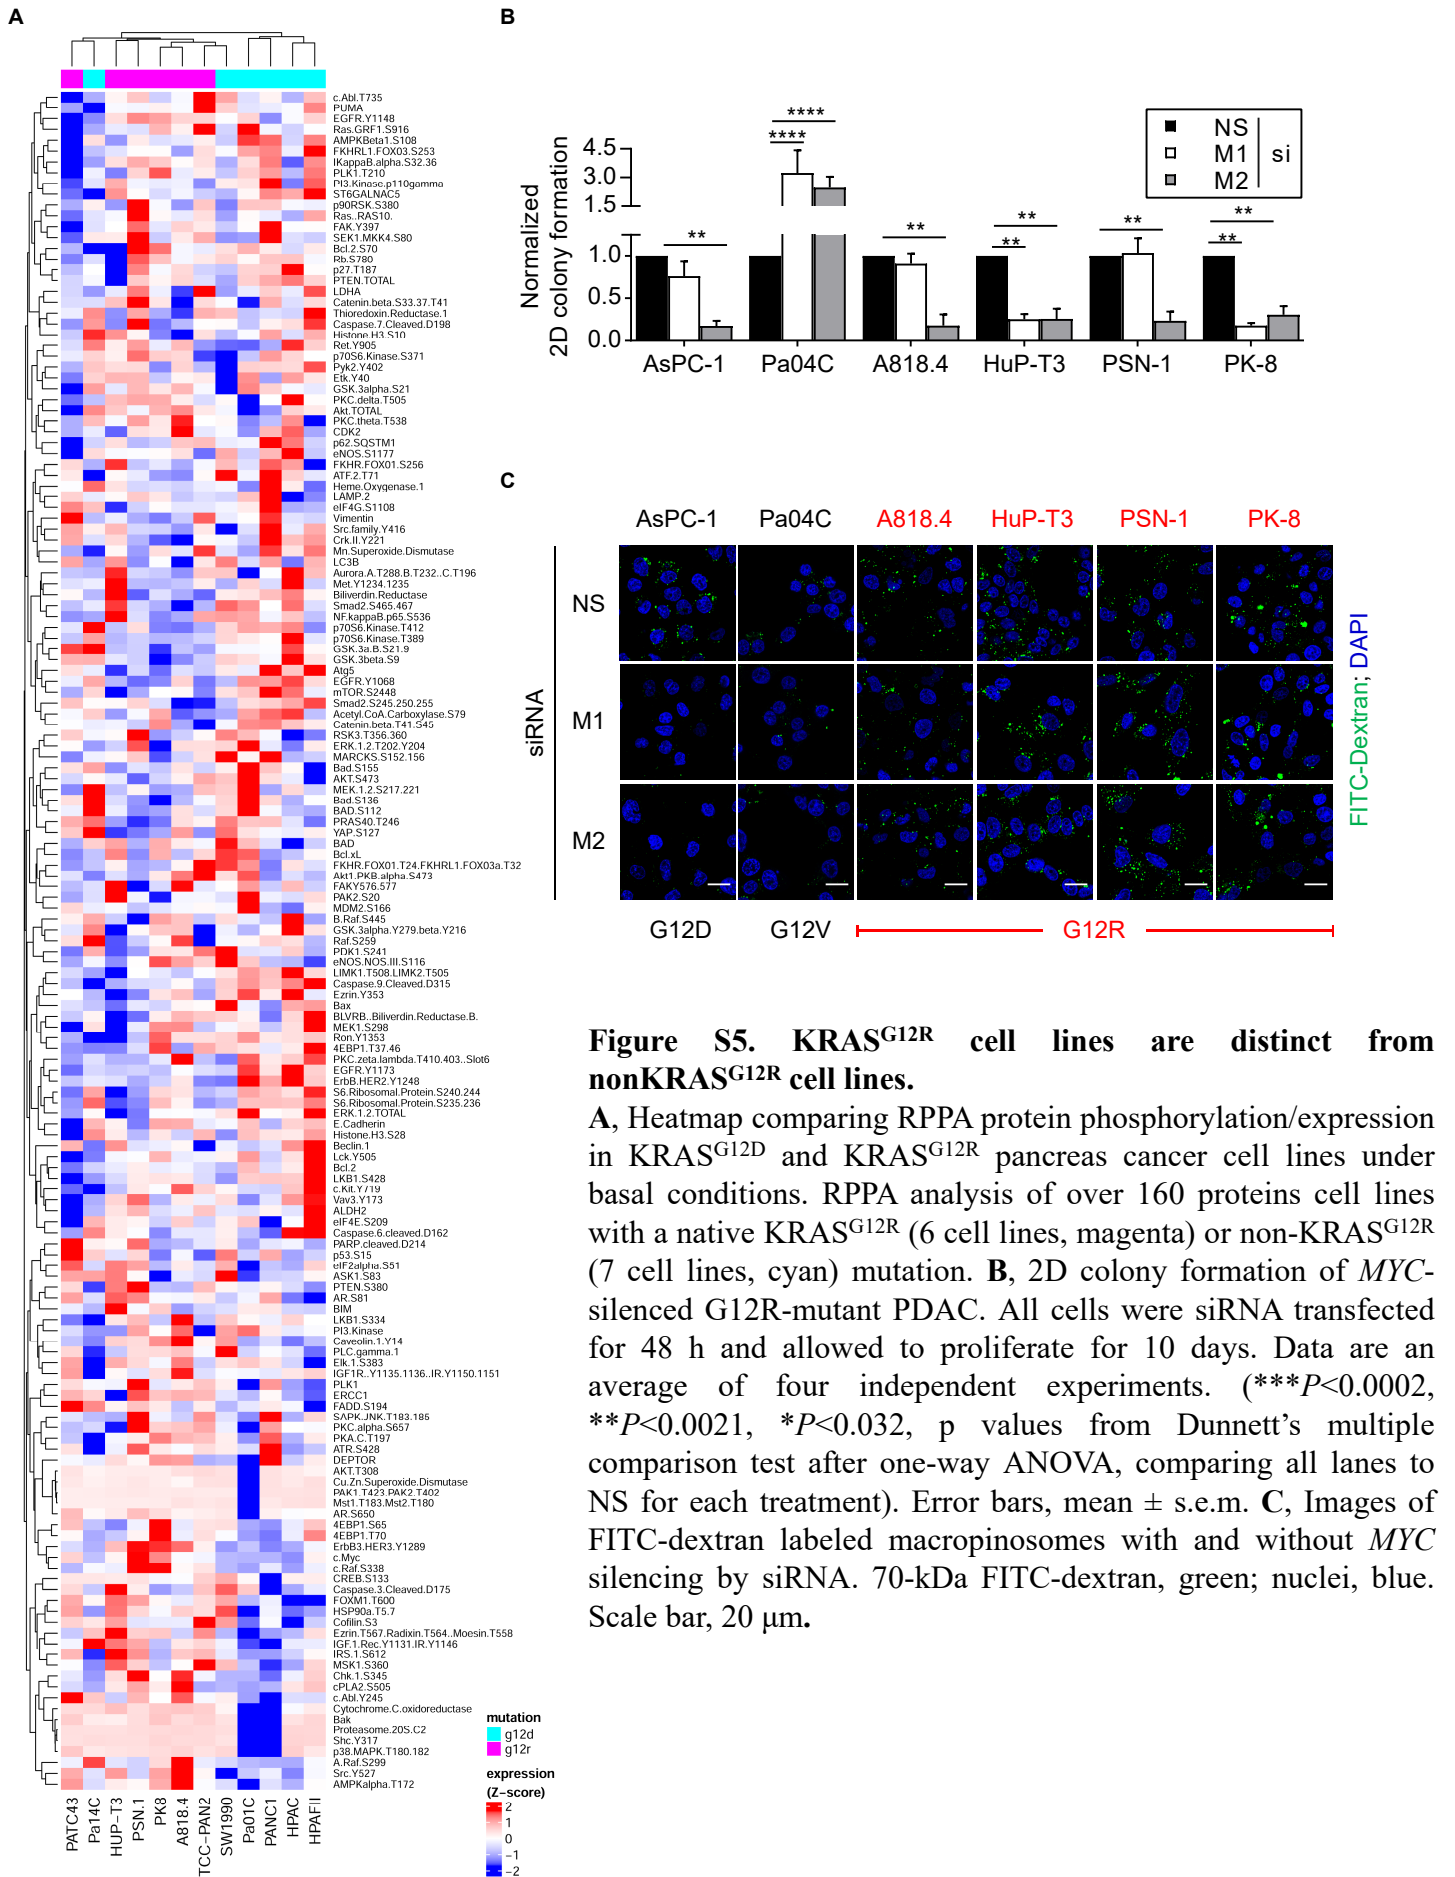 A
c.Abl.T735
PUMA
EGFR.Y1148
Ras.GRF1.S916
AMPKBeta1.S108
FKHRL1.FOX03.S253
IKappaB.alpha.S32.36
PLK1.T210
PI3.Kinase.p110gamma
ST6GALNAC5
p90RSK.S380
Ras..RAS10.
FAK.Y397
SEK1.MKK4.S80
Bcl.2.S70
Rb.S780
p27.T187
PTEN.TOTAL
LDHA
Catenin.beta.S33.37.T41
Thioredoxin.Reductase.1
Caspase.7.Cleaved.D198
Histone.H3.S10
Ret.Y905
p70S6.Kinase.S371
Pyk2.Y402
Etk.Y40
GSK.3alpha.S21
PKC.delta.T505
Akt.TOTAL
PKC.theta.T538
CDK2
p62.SQSTM1
eNOS.S1177
FKHR.FOX01.S256
ATF.2.T71
Heme.Oxygenase.1
LAMP.2
eIF4G.S1108
Vimentin
Src.family.Y416
Crk.II.Y221
Mn.Superoxide.Dismutase
LC3B
Aurora.A.T288.B.T232..C.T196
Met.Y1234.1235
Biliverdin.Reductase
Smad2.S465.467
NF.kappaB.p65.S536
p70S6.Kinase.T412
p70S6.Kinase.T389
GSK.3a.B.S21.9
GSK.3beta.S9
Atg5
EGFR.Y1068
mTOR.S2448
Smad2.S245.250.255
Acetyl.CoA.Carboxylase.S79
Catenin.beta.T41.S45
RSK3.T356.360
ERK.1.2.T202.Y204
MARCKS.S152.156
Bad.S155
AKT.S473
MEK.1.2.S217.221
Bad.S136
BAD.S112
PRAS40.T246
YAP.S127
BAD
Bcl.xL
FKHR.FOX01.T24.FKHRL1.FOX03a.T32
Akt1.PKB.alpha.S473
FAKY576.577
PAK2.S20
MDM2.S166
B.Raf.S445
GSK.3alpha.Y279.beta.Y216
Raf.S259
PDK1.S241
eNOS.NOS.III.S116
LIMK1.T508.LIMK2.T505
Caspase.9.Cleaved.D315
Ezrin.Y353
Bax
BLVRB..Biliverdin.Reductase.B.
MEK1.S298
Ron.Y1353
4EBP1.T37.46
PKC.zeta.lambda.T410.403..Slot6
EGFR.Y1173
ErbB.HER2.Y1248
S6.Ribosomal.Protein.S240.244
S6.Ribosomal.Protein.S235.236
ERK.1.2.TOTAL
E.Cadherin
Histone.H3.S28
Beclin.1
Lck.Y505
Bcl.2
LKB1.S428
c.Kit.Y719
Vav3.Y173
ALDH2
eIF4E.S209
Caspase.6.cleaved.D162
PARP.cleaved.D214
p53.S15
eIF2alpha.S51
ASK1.S83
PTEN.S380
AR.S81
BIM
LKB1.S334
PI3.Kinase
Caveolin.1.Y14
PLC.gamma.1
Elk.1.S383
IGF1R..Y1135.1136..IR.Y1150.1151
PLK1
ERCC1
FADD.S194
SAPK.JNK.T183.185
PKC.alpha.S657
PKA.C.T197
ATR.S428
DEPTOR
AKT.T308
Cu.Zn.Superoxide.Dismutase
PAK1.T423.PAK2.T402
Mst1.T183.Mst2.T180
AR.S650
4EBP1.S65
4EBP1.T70
ErbB3.HER3.Y1289
c.Myc
c.Raf.S338
CREB.S133
Caspase.3.Cleaved.D175
FOXM1.T600
HSP90a.T5.7
Cofilin.S3
Ezrin.T567.Radixin.T564..Moesin.T558
IGF.1.Rec.Y1131.IR.Y1146
IRS.1.S612
MSK1.S360
Chk.1.S345
cPLA2.S505
c.Abl.Y245
Cytochrome.C.oxidoreductase
Bak
Proteasome.20S.C2
Shc.Y317
p38.MAPK.T180.182
A.Raf.S299
Src.Y527
AMPKalpha.T172
PATC43
Pa14C
HUP-T3
PSN.1
PK8
A818.4
TCC-PAN2
SW1990
Pa01C
PANC1
HPAC
HPAFII
mutation
g12d
g12r
expression
(Z-score)
2
1
0
-1
-2
B
Normalized
2D colony formation
4.5
3.0
1.5
1.0
0.5
0.0
**
****
****
**
**
**
**
**
**
NS
M1
M2
si
AsPC-1 Pa04C A818.4 HuP-T3 PSN-1 PK-8
C
AsPC-1 Pa04C A818.4 HuP-T3 PSN-1 PK-8
siRNA
NS
M1
M2
FITC-Dextran; DAPI
G12D G12V G12R
Figure S5. KRASG12R cell lines are distinct from
nonKRASG12R cell lines.
A, Heatmap comparing RPPA protein phosphorylation/expression
in KRASG12D and KRASG12R pancreas cancer cell lines under
basal conditions. RPPA analysis of over 160 proteins cell lines
with a native KRASG12R (6 cell lines, magenta) or non-KRASG12R
(7 cell lines, cyan) mutation. B, 2D colony formation of MYC-
silenced G12R-mutant PDAC. All cells were siRNA transfected
for 48 h and allowed to proliferate for 10 days. Data are an
average of four independent experiments. (***P<0.0002,
**P<0.0021, *P<0.032, p values from Dunnett's multiple
comparison test after one-way ANOVA, comparing all lanes to
NS for each treatment). Error bars, mean ± s.e.m. C, Images of
FITC-dextran labeled macropinosomes with and without MYC
silencing by siRNA. 70-kDa FITC-dextran, green; nuclei, blue.
Scale bar, 20 μm.